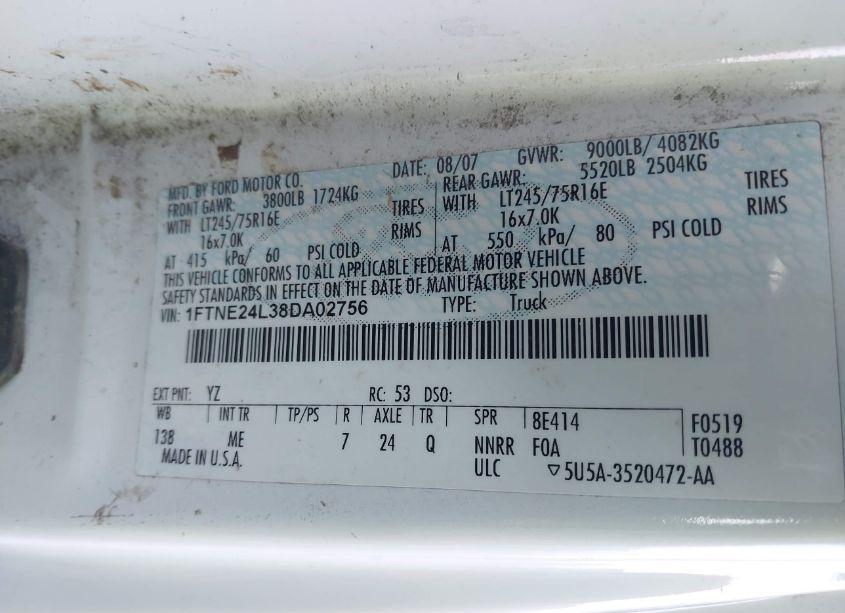 MFD. BY FORD MOTOR CO. DATE: 08/07 GVWR: 9000LB/ 4082KG
FRONT GAWR: 3800LB 1724KG REAR GAWR: 5520LB 2504KG
WITH LT245/75R16E TIRES WITH LT245/75R16E TIRES
16x7.0K RIMS 16x7.0K RIMS
AT 415 kPa/ 60 PSI COLD AT 550 kPa/ 80 PSI COLD
THIS VEHICLE CONFORMS TO ALL APPLICABLE FEDERAL MOTOR VEHICLE
SAFETY STANDARDS IN EFFECT ON THE DATE OF MANUFACTURE SHOWN ABOVE.
VIN: 1FTNE24L38DA02756 TYPE: Truck
EXT PNT: YZ RC: 53 DSO:
WB INT TR TP/PS R AXLE TR SPR 8E414 F0519
138 ME 7 24 Q NNRR F0A T0488
MADE IN U.S.A. ULC ▽5U5A-3520472-AA